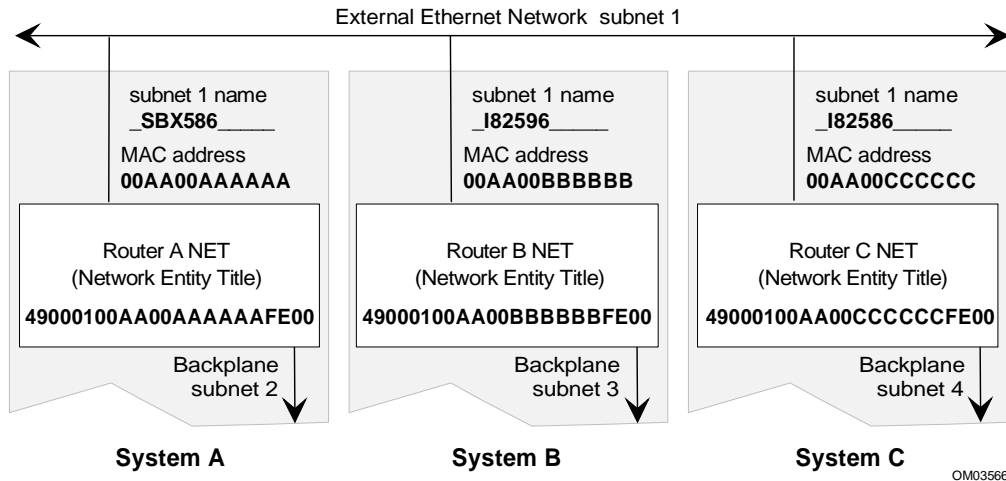 External Ethernet Network subnet 1
subnet 1 name
_SBX586_____
MAC address
00AA00AAAAAA
Router A NET
(Network Entity Title)
49000100AA00AAAAAAFE00
Backplane
subnet 2
System A
subnet 1 name
_I82596_____
MAC address
00AA00BBBBBB
Router B NET
(Network Entity Title)
49000100AA00BBBBBBFE00
Backplane
subnet 3
System B
subnet 1 name
_I82586_____
MAC address
00AA00CCCCCC
Router C NET
(Network Entity Title)
49000100AA00CCCCCCFE00
Backplane
subnet 4
System C
OM03566